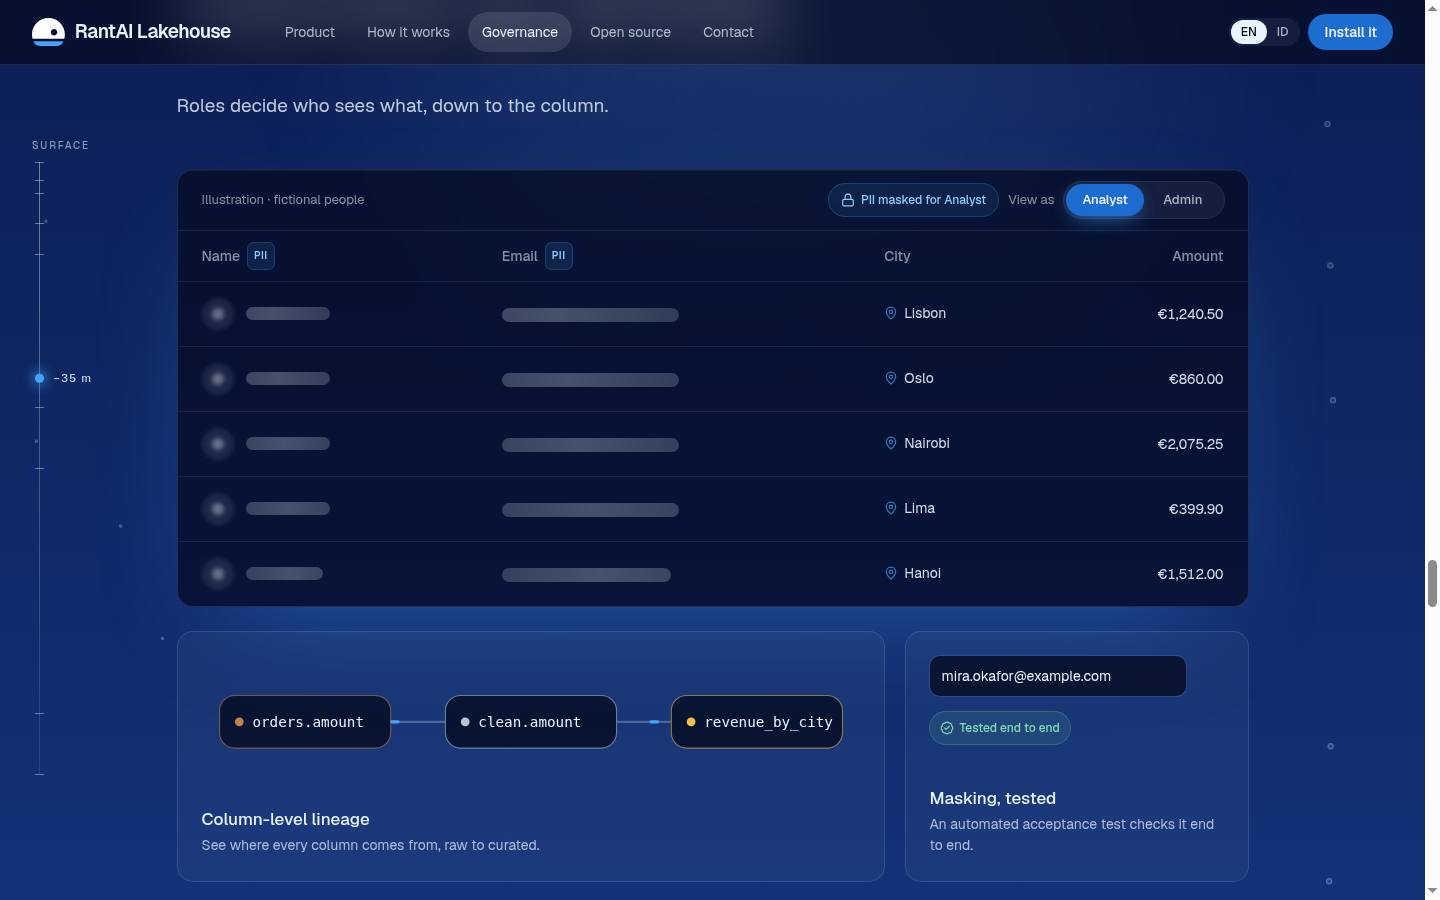 RantAI Lakehouse
Product
How it works
Governance
Open source
Contact
EN
ID
Install it
Roles decide who sees what, down to the column.
SURFACE
−35 m
Illustration · fictional people
PII masked for Analyst
View as
Analyst
Admin
Name PII
Email PII
City
Amount
Lisbon
€1,240.50
Oslo
€860.00
Nairobi
€2,075.25
Lima
€399.90
Hanoi
€1,512.00
orders.amount
clean.amount
revenue_by_city
Column-level lineage
See where every column comes from, raw to curated.
mira.okafor@example.com
Tested end to end
Masking, tested
An automated acceptance test checks it end
to end.